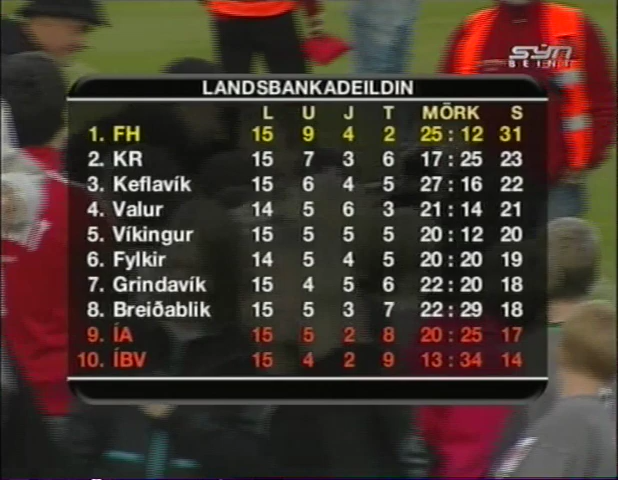 SÝN
BEINT
LANDSBANKADEILDIN
L U J T MÖRK S
1. FH 15 9 4 2 25 : 12 31
2. KR 15 7 3 6 17 : 25 23
3. Keflavík 15 6 4 5 27 : 16 22
4. Valur 14 5 6 3 21 : 14 21
5. Víkingur 15 5 5 5 20 : 12 20
6. Fylkir 14 5 4 5 20 : 20 19
7. Grindavík 15 4 5 6 22 : 20 18
8. Breiðablik 15 5 3 7 22 : 29 18
9. ÍA 15 5 2 8 20 : 25 17
10. ÍBV 15 4 2 9 13 : 34 14